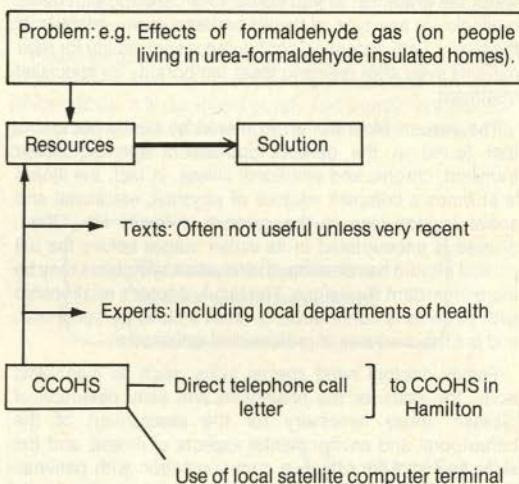 Problem: e.g. Effects of formaldehyde gas (on people
living in urea-formaldehyde insulated homes).
Resources
Solution
Texts: Often not useful unless very recent
Experts: Including local departments of health
CCOHS
Direct telephone call
letter
to CCOHS in
Hamilton
Use of local satellite computer terminal